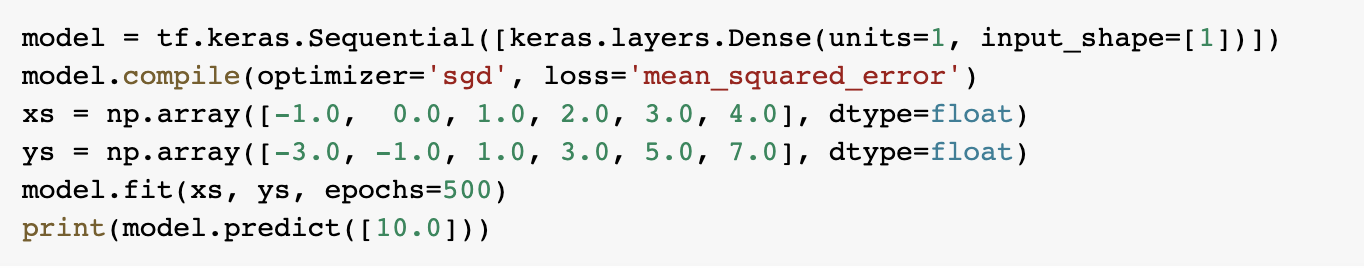 model = tf.keras.Sequential([keras.layers.Dense(units=1, input_shape=[1])])
model.compile(optimizer='sgd', loss='mean_squared_error')
xs = np.array([-1.0,  0.0, 1.0, 2.0, 3.0, 4.0], dtype=float)
ys = np.array([-3.0, -1.0, 1.0, 3.0, 5.0, 7.0], dtype=float)
model.fit(xs, ys, epochs=500)
print(model.predict([10.0]))